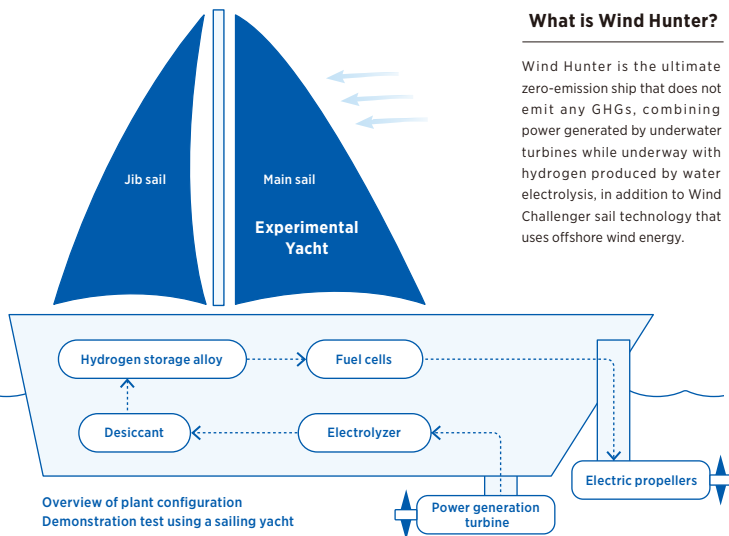 What is Wind Hunter?
Wind Hunter is the ultimate
zero-emission ship that does not
emit any GHGs, combining
power generated by underwater
turbines while underway with
hydrogen produced by water
electrolysis, in addition to Wind
Challenger sail technology that
uses offshore wind energy.
Jib sail
Main sail
Experimental
Yacht
Hydrogen storage alloy
Fuel cells
Desiccant
Electrolyzer
Electric propellers
Power generation
turbine
Overview of plant configuration
Demonstration test using a sailing yacht